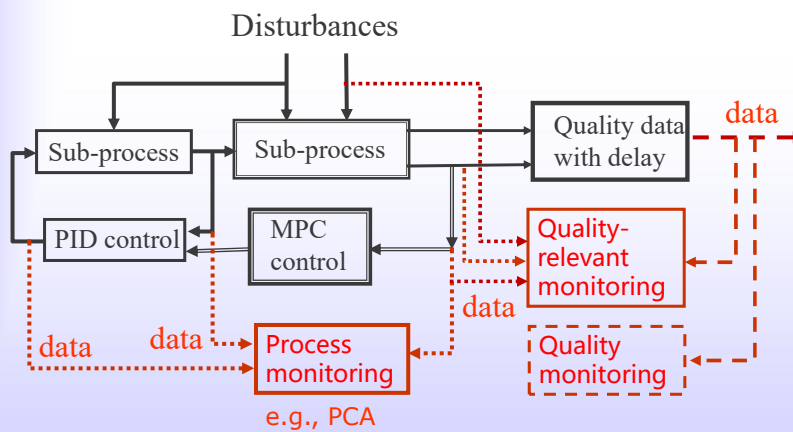 Disturbances
Sub-process
Sub-process
Quality data
with delay
data
PID control
MPC
control
Quality-
relevant
monitoring
data
data
data
Process
monitoring
Quality
monitoring
e.g., PCA